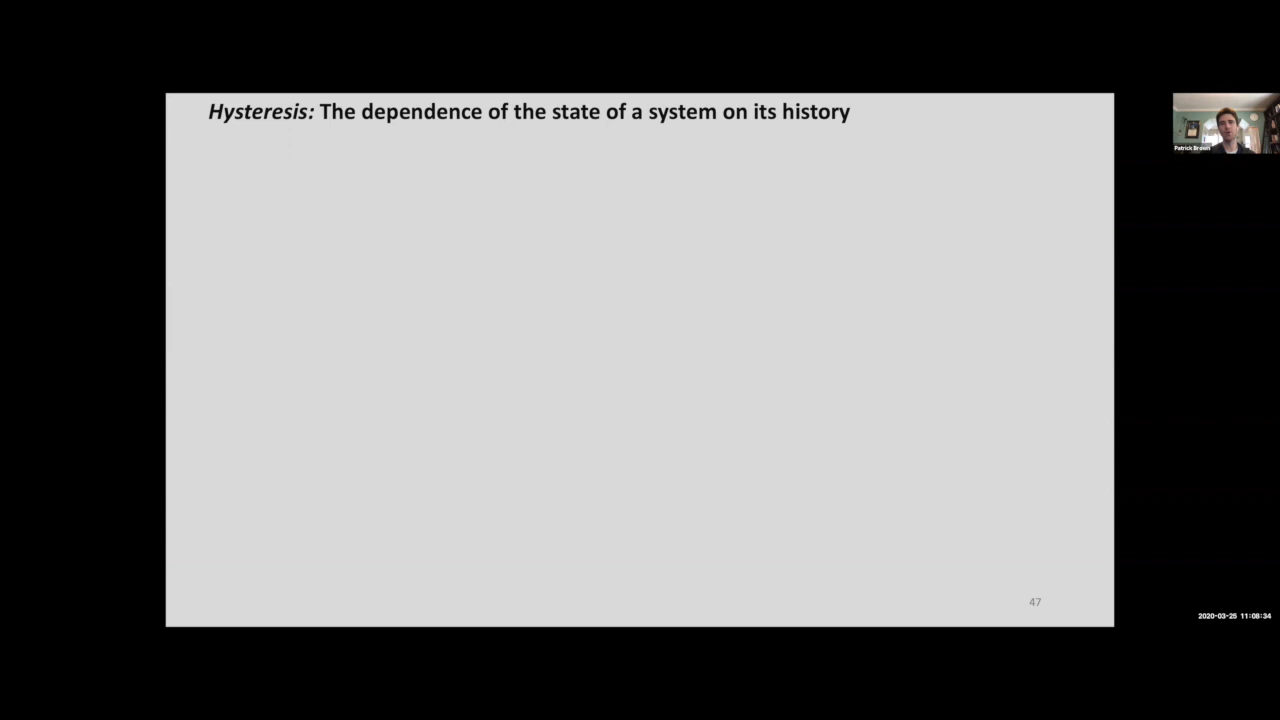 Hysteresis: The dependence of the state of a system on its history
Patrick Brown
47
2020-03-25 11:08:34